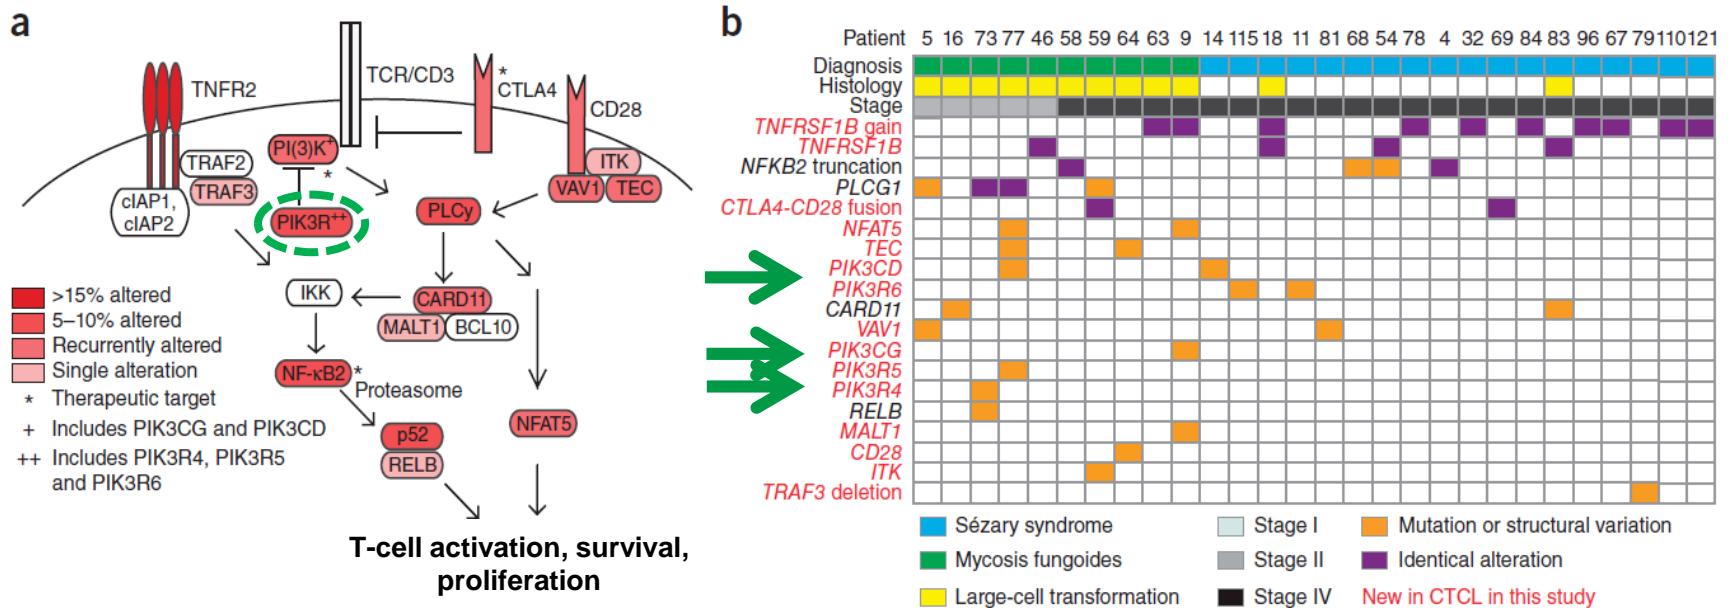 a
TNFR2
TCR/CD3
*
CTLA4
CD28
PI(3)K+
*
TRAF2
TRAF3
cIAP1,
cIAP2
PIK3R++
ITK
VAV1
TEC
PLCγ
IKK
CARD11
MALT1
BCL10
NF-κB2*
Proteasome
NFAT5
p52
RELB
T-cell activation, survival,
proliferation
>15% altered
5–10% altered
Recurrently altered
Single alteration
* Therapeutic target
+ Includes PIK3CG and PIK3CD
++ Includes PIK3R4, PIK3R5
and PIK3R6
b
Patient 5 16 73 77 46 58 59 64 63 9 14 115 18 11 81 68 54 78 4 32 69 84 83 96 67 79 110 121
Diagnosis
Histology
Stage
TNFRSF1B gain
TNFRSF1B
NFKB2 truncation
PLCG1
CTLA4-CD28 fusion
NFAT5
TEC
PIK3CD
PIK3R6
CARD11
VAV1
PIK3CG
PIK3R5
PIK3R4
RELB
MALT1
CD28
ITK
TRAF3 deletion
Sézary syndrome
Mycosis fungoides
Large-cell transformation
Stage I
Stage II
Stage IV
Mutation or structural variation
Identical alteration
New in CTCL in this study